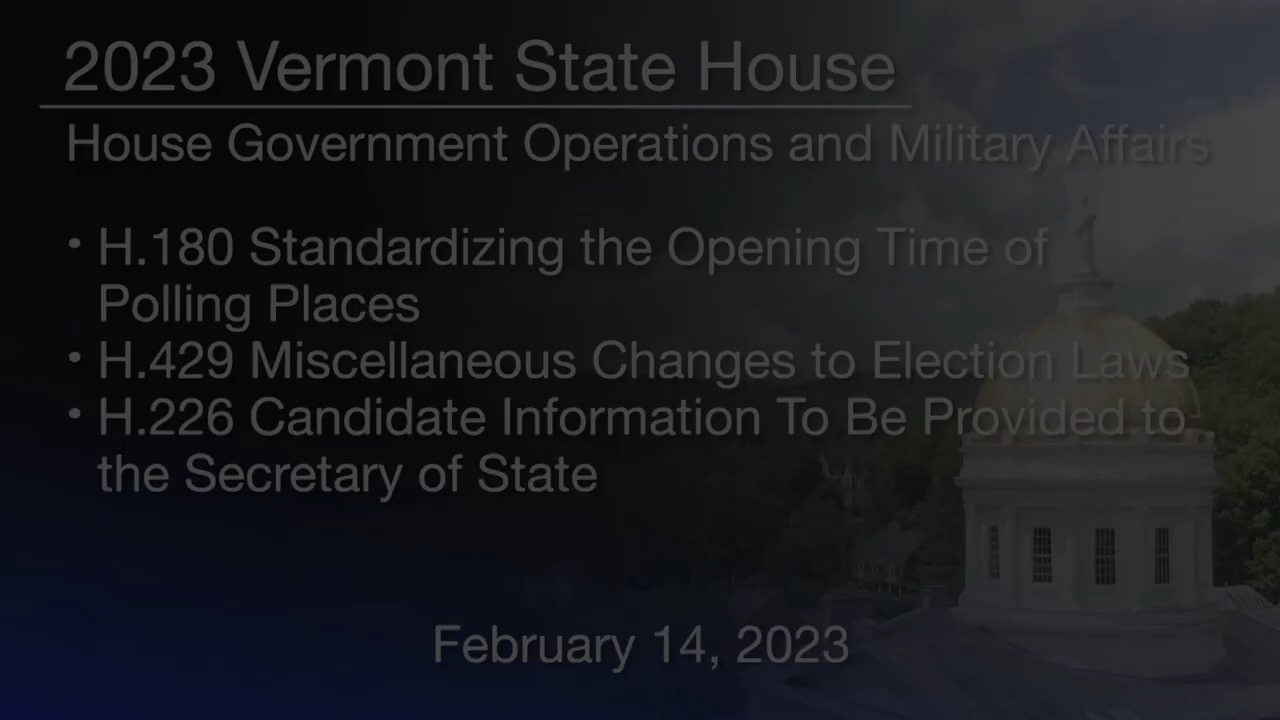 2023 Vermont State House
House Government Operations and Military Affairs
• H.180 Standardizing the Opening Time of
Polling Places
• H.429 Miscellaneous Changes to Election Laws
• H.226 Candidate Information To Be Provided to
the Secretary of State
February 14, 2023